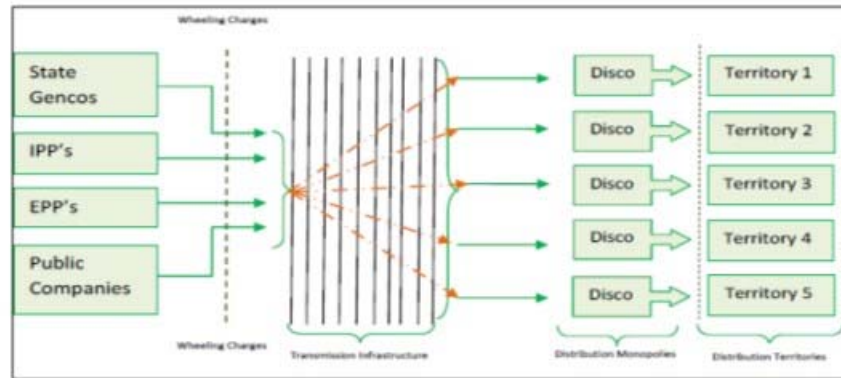 Wheeling Charges
State
Gencos
IPP's
EPP's
Public
Companies
Disco
Territory 1
Disco
Territory 2
Disco
Territory 3
Disco
Territory 4
Disco
Territory 5
Wheeling Charges
Transmission Infrastructure
Distribution Monopolies
Distribution Territories